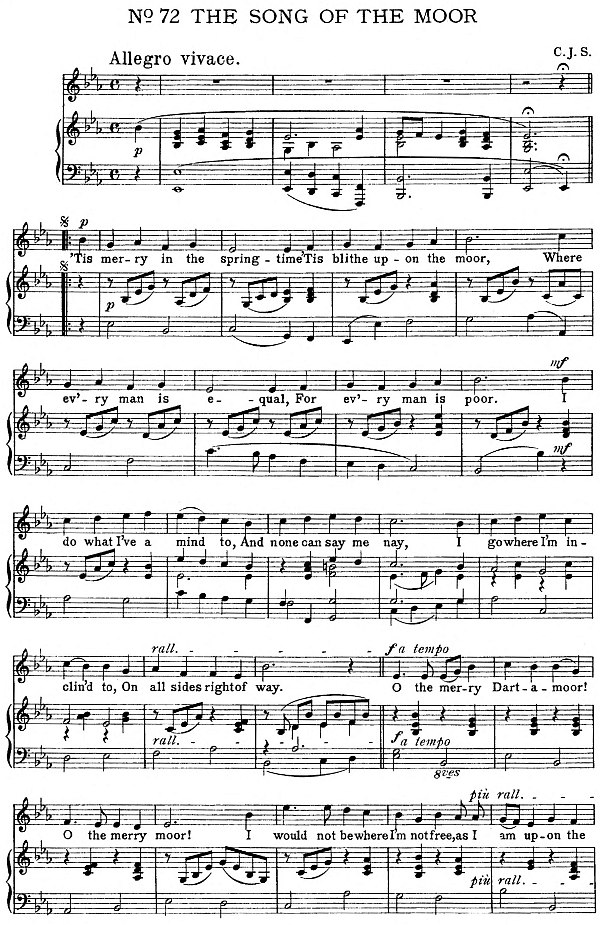 No 72 THE SONG OF THE MOOR
C. J. S.
Allegro vivace.
p
p
'Tis mer- ry in the spring - time 'Tis blithe up - on the moor, Where
p
mf
ev'- ry man is e - - qual, For ev'- ry man is poor. I
mf
do what I've a mind to, And none can say me nay, I go where I'm in-
rall. a tempo
clin'd to, On all sides right of way. O the mer- ry Dart - a - moor!
rall. a tempo
8ves
più rall.
O the merry moor! I would not be where I'm not free, as I am up- on the
più rall.